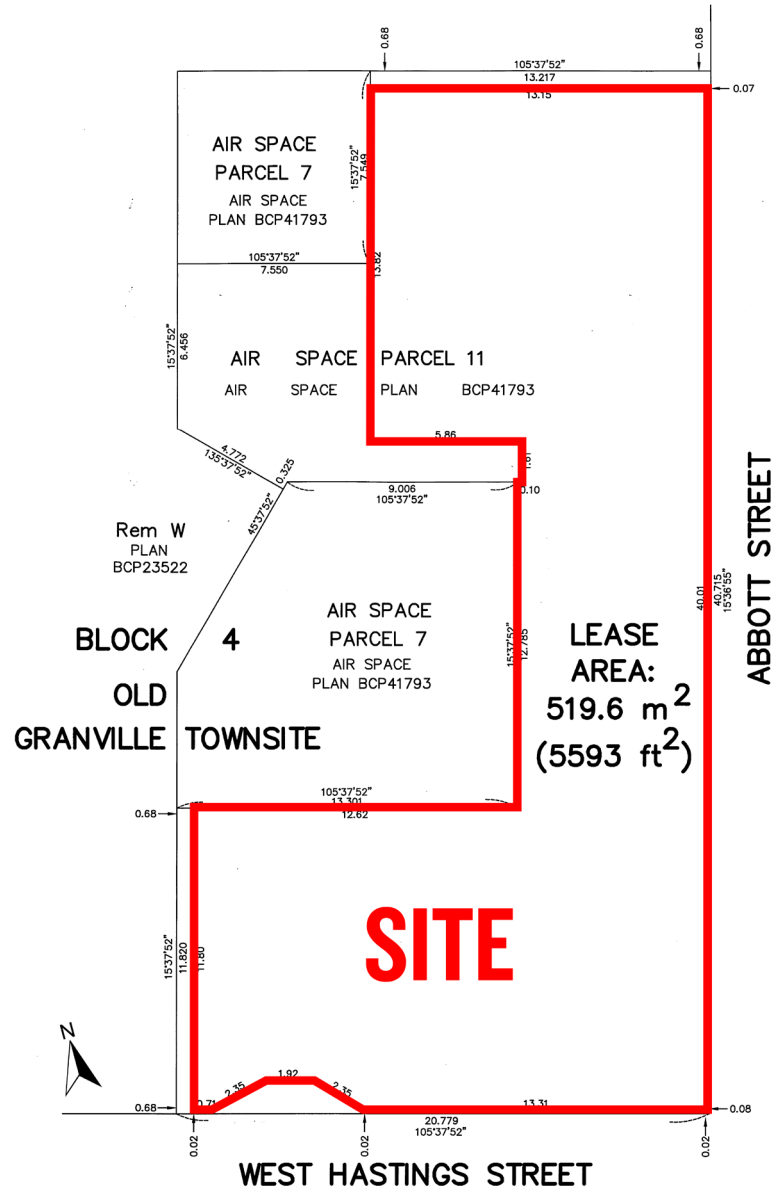 0.68
0.68
105°37'52"
13.217
13.15
0.07
AIR SPACE
PARCEL 7
AIR SPACE
PLAN BCP41793
15°37'52"
7.549
105°37'52"
7.550
13.82
15°37'52"
6.456
AIR SPACE PARCEL 11
AIR SPACE PLAN BCP41793
5.86
1.61
4.772
135°37'52"
0.325
9.006
105°37'52"
0.10
45°37'52"
Rem W
PLAN
BCP23522
AIR SPACE
PARCEL 7
AIR SPACE
PLAN BCP41793
15°37'52"
12.785
BLOCK 4
OLD
GRANVILLE TOWNSITE
LEASE
AREA:
519.6 m2
(5593 ft2)
40.01
40.715
15°36'55"
ABBOTT STREET
105°37'52"
13.301
12.62
0.68
SITE
15°37'52"
11.820
11.80
N
0.68
0.71
2.35
1.92
2.35
13.31
0.08
20.779
105°37'52"
0.02
0.02
0.02
WEST HASTINGS STREET